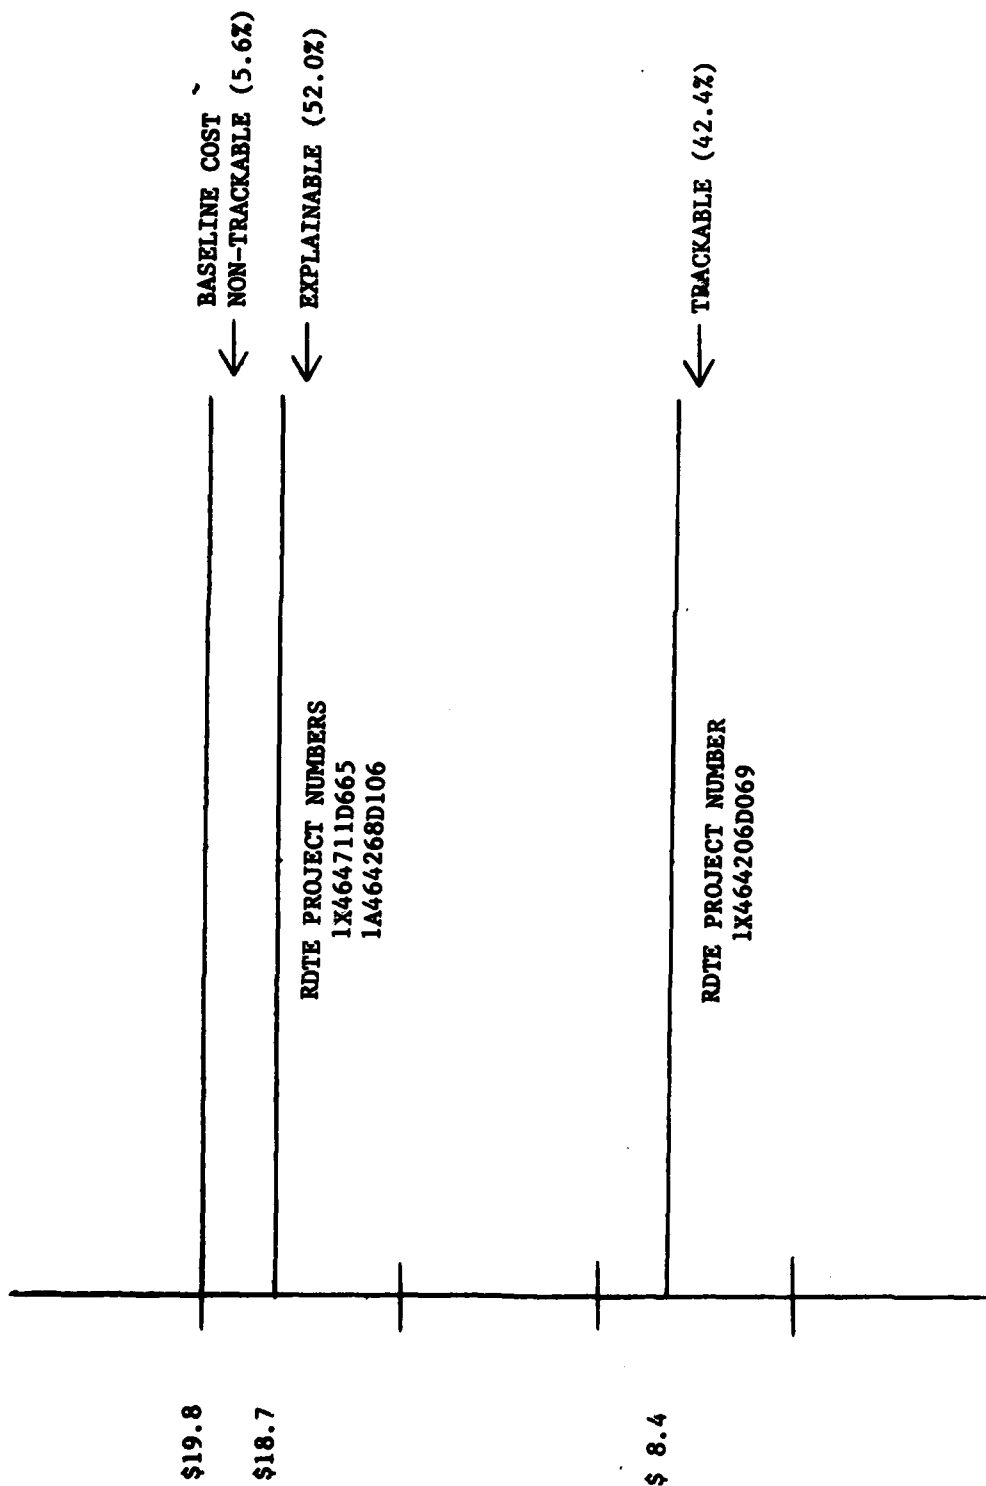 BASELINE COST
$19.8
NON-TRACKABLE (5.6%)
$18.7
EXPLAINABLE (52.0%)
RDTE PROJECT NUMBERS
1X464711D665
1A464268D106
$ 8.4
TRACKABLE (42.4%)
RDTE PROJECT NUMBER
1X464206D069